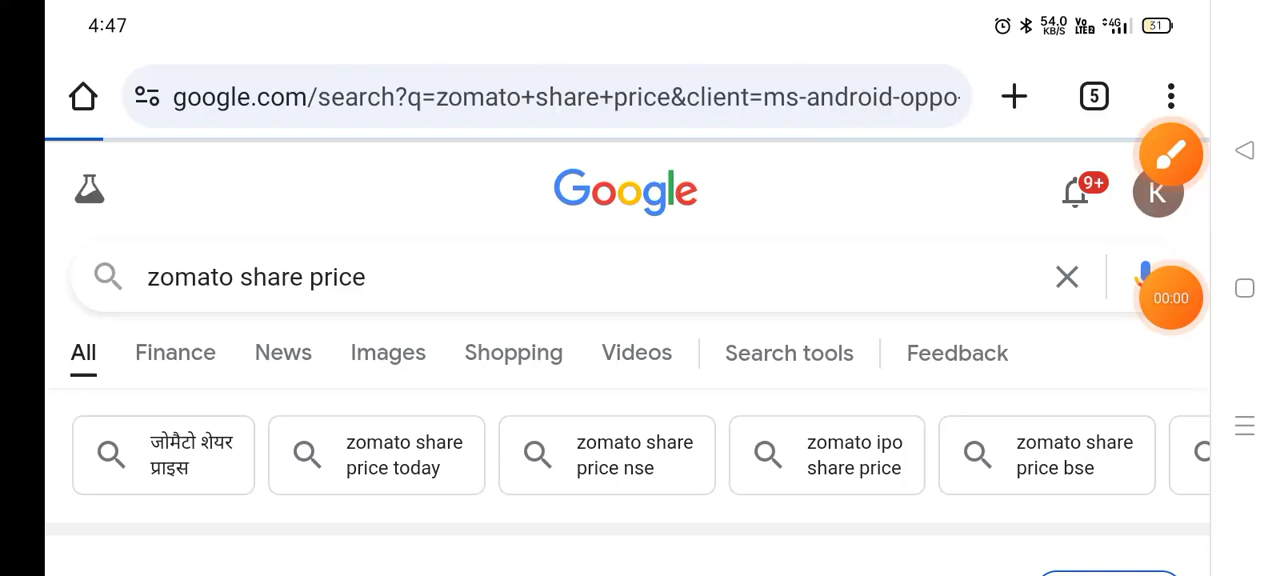 4:47
54.0
KB/S
Vo
LTE2
4G
31
google.com/search?q=zomato+share+price&client=ms-android-oppo-
5
Google
9+
K
zomato share price
00:00
All Finance News Images Shopping Videos Search tools Feedback
जोमैटो शेयर
प्राइस
zomato share
price today
zomato share
price nse
zomato ipo
share price
zomato share
price bse